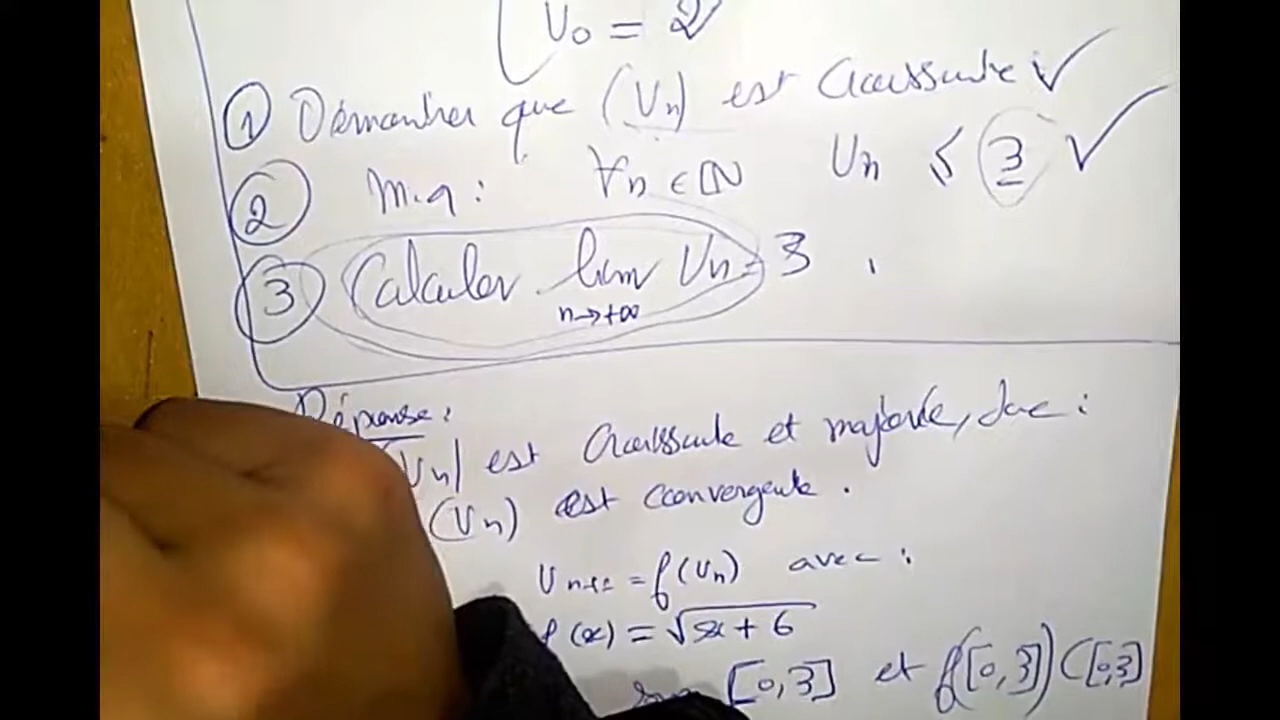 U₀ = 2
① Démontrer que (Uₙ) est Croissante ✓
② M.q : ∀n ∈ ℕ Uₙ ≤ 3 ✓
③ Calculer lim Uₙ = 3 .
n→+∞
Réponse :
(Uₙ) est Croissante et majorée, donc :
(Uₙ) est convergente .
Uₙ₊₁ = f(Uₙ) avec :
f(x) = √x + 6
sur [0,3] et f([0,3]) ⊂ [0,3]